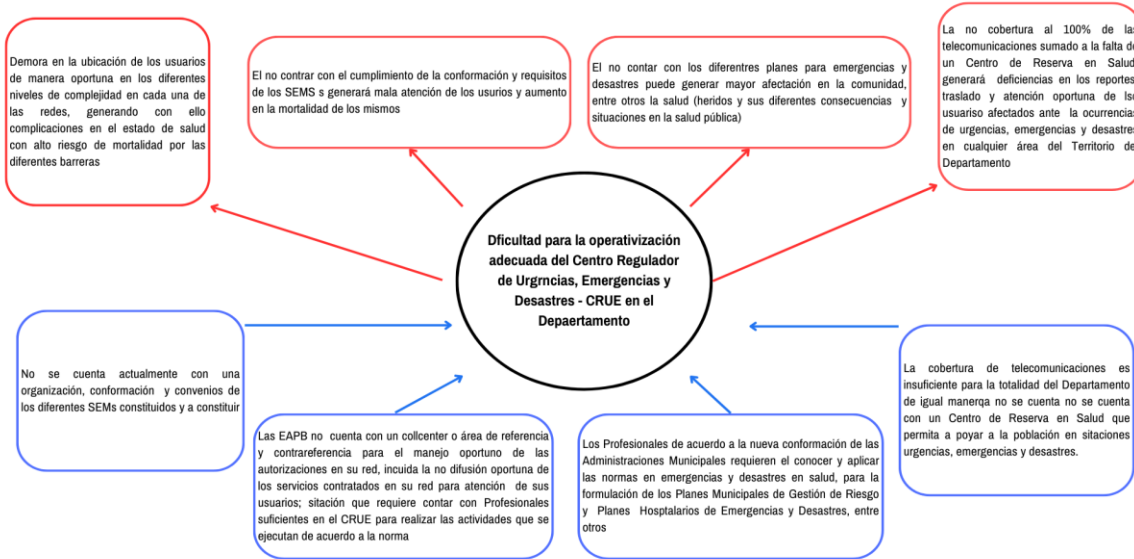 Demora en la ubicación de los usuarios
de manera oportuna en los diferentes
niveles de complejidad en cada una de
las redes, generando con ello
complicaciones en el estado de salud
con alto riesgo de mortalidad por las
diferentes barreras
El no contrar con el cumplimiento de la conformación y requisitos
de los SEMS s generará mala atención de los usurios y aumento
en la mortalidad de los mismos
El no contar con los diferentres planes para emergencias y
desastres puede generar mayor afectación en la comunidad,
entre otros la salud (heridos y sus diferentes consecuencias y
situaciones en la salud pública)
La no cobertura al 100% de las
telecomunicaciones sumado a la falta de
un Centro de Reserva en Salud,
generará deficiencias en los reportes,
traslado y atención oportuna de lso
usuariso afectados ante la ocurrencias
de urgencias, emergencias y desastres
en cualquier área del Territorio del
Departamento
Dficultad para la operativización
adecuada del Centro Regulador
de Urgrncias, Emergencias y
Desastres - CRUE en el
Depaertamento
No se cuenta actualmente con una
organización, conformación y convenios de
los diferentes SEMs constituidos y a constituir
Las EAPB no cuenta con un collcenter o área de referencia
y contrareferencia para el manejo oportuno de las
autorizaciones en su red, incuida la no difusión oportuna de
los servicios contratados en su red para atención de sus
usuarios; sitación que requiere contar con Profesionales
suficientes en el CRUE para realizar las actividades que se
ejecutan de acuerdo a la norma
Los Profesionales de acuerdo a la nueva conformación de las
Administraciones Municipales requieren el conocer y aplicar
las normas en emergencias y desastres en salud, para la
formulación de los Planes Municipales de Gestión de Riesgo
y Planes Hosptalarios de Emergencias y Desastres, entre
otros
La cobertura de telecomunicaciones es
insuficiente para la totalidad del Departamento
de igual manerqa no se cuenta no se cuenta
con un Centro de Reserva en Salud que
permita a poyar a la población en sitaciones
urgencias, emergencias y desastres.